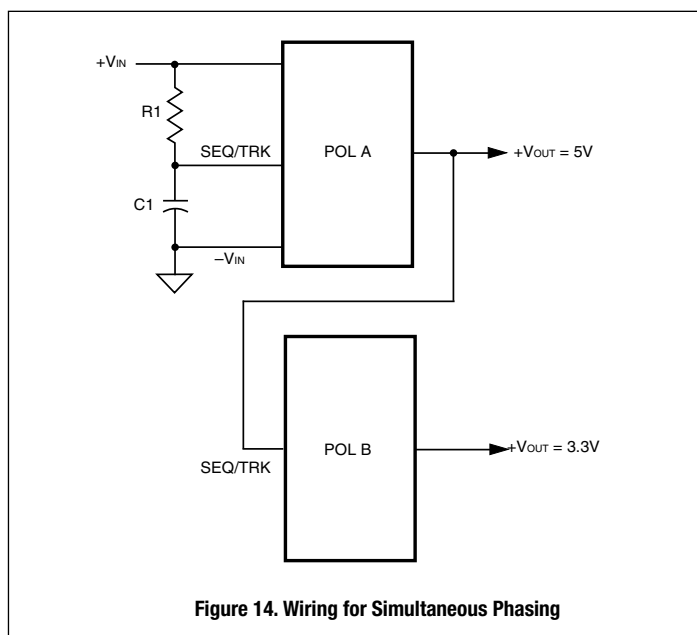 +VIN
R1
SEQ/TRK
POL A
+VOUT = 5V
C1
–VIN
POL B
+VOUT = 3.3V
SEQ/TRK
Figure 14. Wiring for Simultaneous Phasing